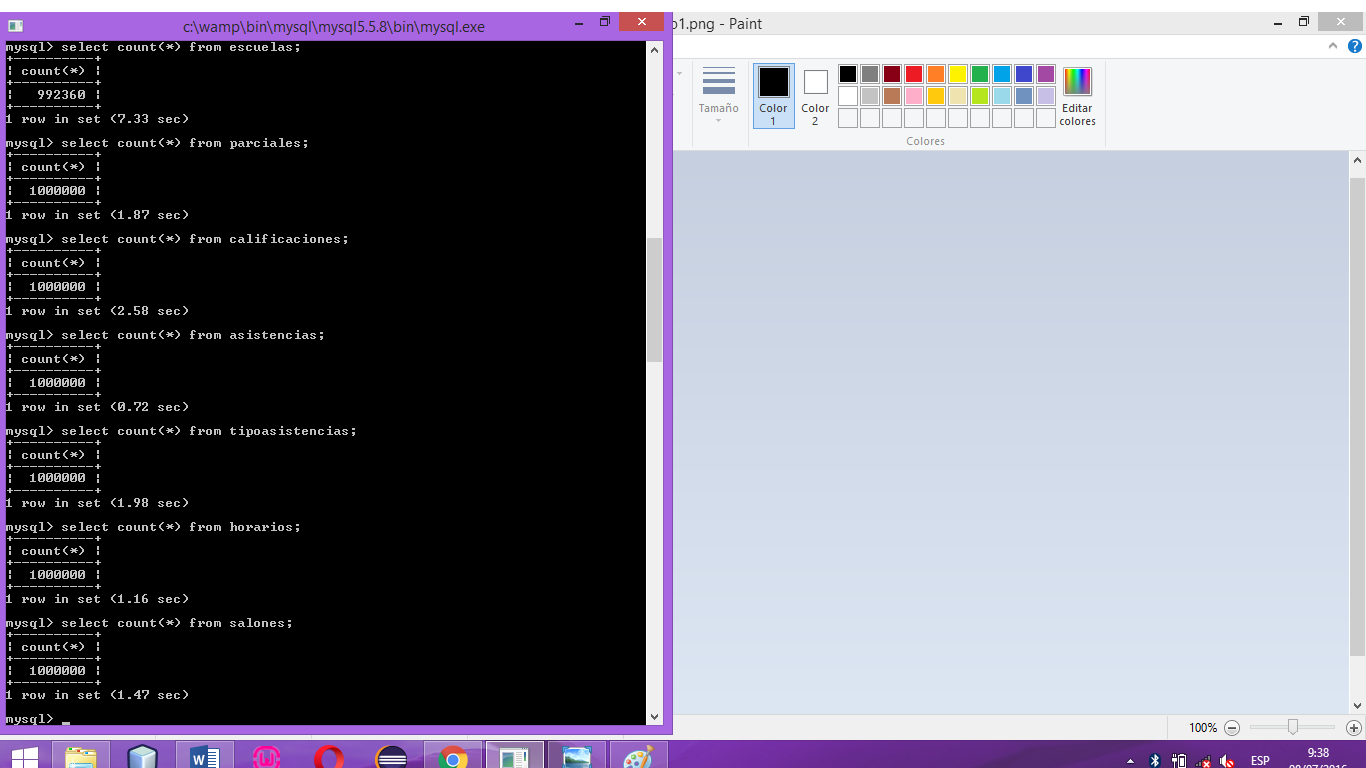 c:\wamp\bin\mysql\mysql5.5.8\bin\mysql.exe
mysql> select count(*) from escuelas;
+----------+
| count(*) |
+----------+
|   992360 |
+----------+
1 row in set (7.33 sec)
mysql> select count(*) from parciales;
+----------+
| count(*) |
+----------+
|  1000000 |
+----------+
1 row in set (1.87 sec)
mysql> select count(*) from calificaciones;
+----------+
| count(*) |
+----------+
|  1000000 |
+----------+
1 row in set (2.58 sec)
mysql> select count(*) from asistencias;
+----------+
| count(*) |
+----------+
|  1000000 |
+----------+
1 row in set (0.72 sec)
mysql> select count(*) from tipoasistencias;
+----------+
| count(*) |
+----------+
|  1000000 |
+----------+
1 row in set (1.98 sec)
mysql> select count(*) from horarios;
+----------+
| count(*) |
+----------+
|  1000000 |
+----------+
1 row in set (1.16 sec)
mysql> select count(*) from salones;
+----------+
| count(*) |
+----------+
|  1000000 |
+----------+
1 row in set (1.47 sec)
mysql> _
1.png - Paint
Tamaño
Color
1
Color
2
Editar
colores
Colores
100%
ESP
9:38